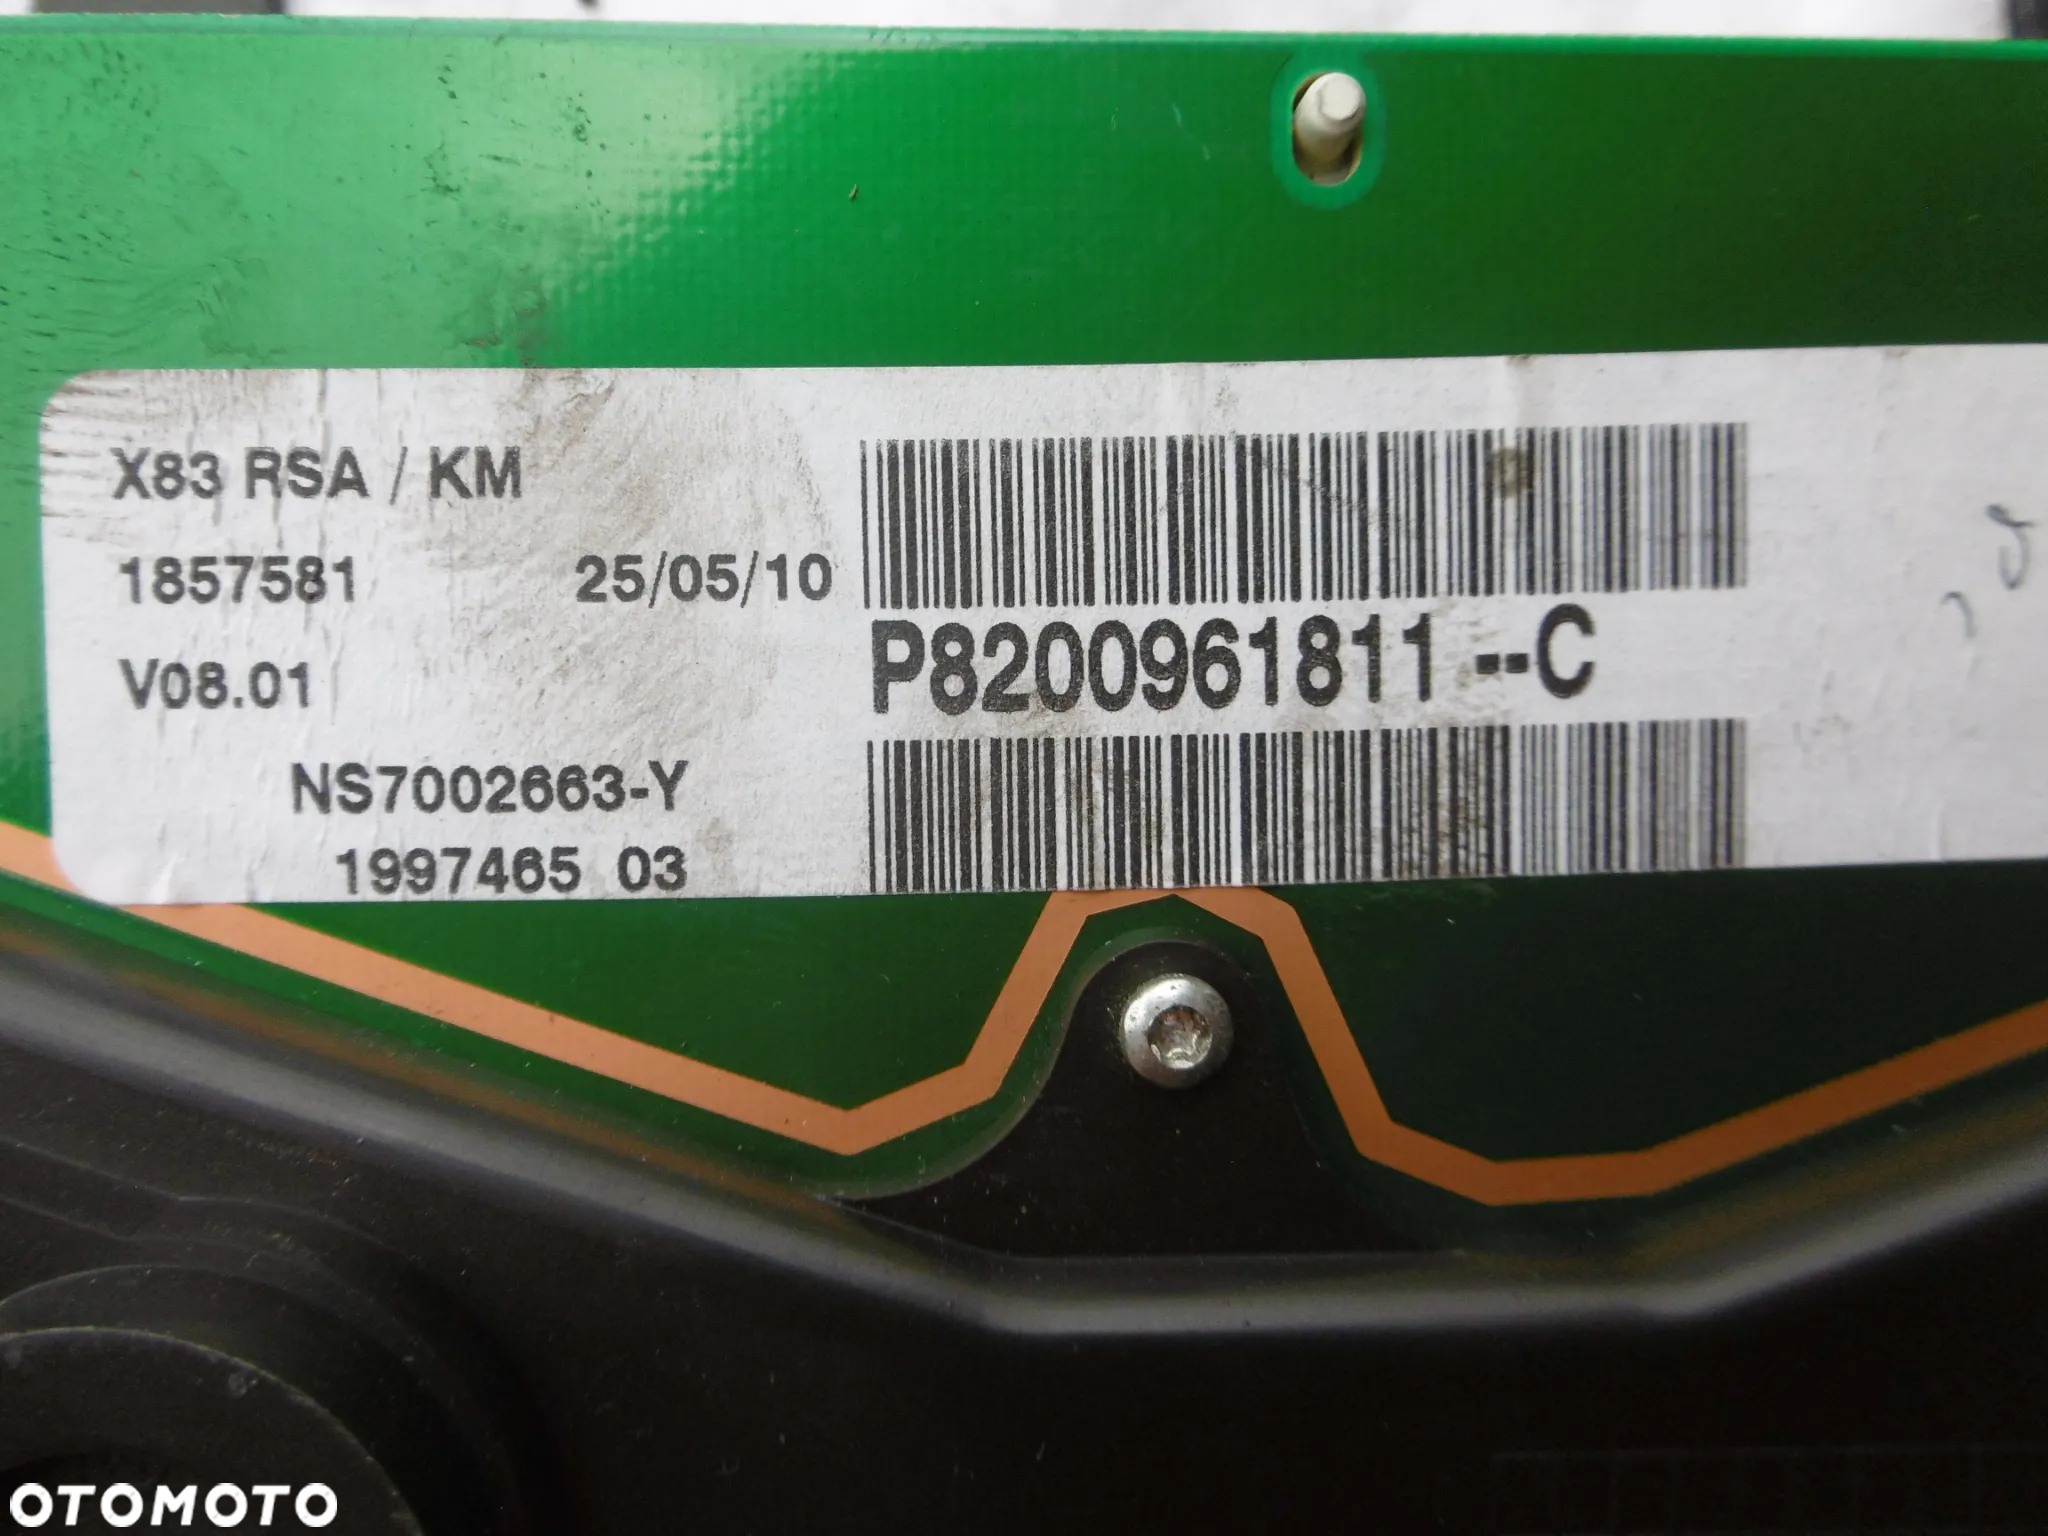 X83 RSA / KM
1857581 25/05/10
V08.01
P8200961811--C
NS7002663-Y
1997465 03
OTOMOTO